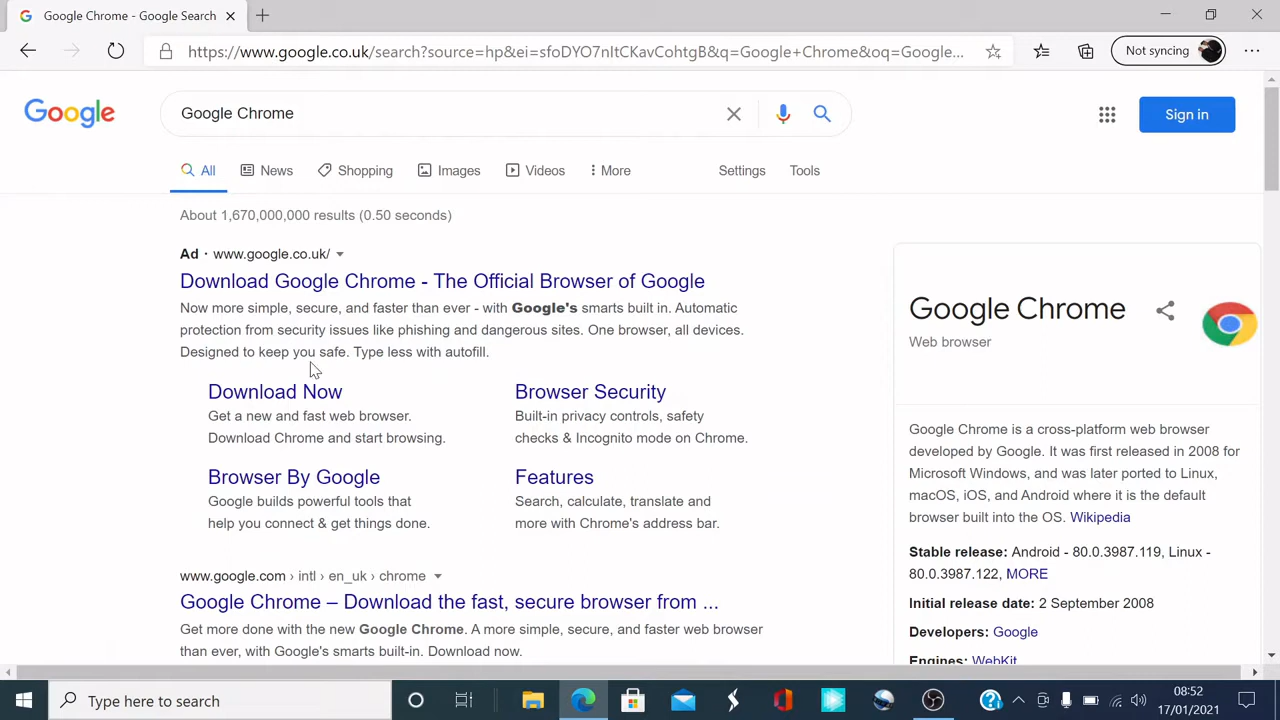 Google Chrome - Google Search
https://www.google.co.uk/search?source=hp&ei=sfoDYO7nItCKavCohtgB&q=Google+Chrome&oq=Google...
Not syncing
Google
Google Chrome
Sign in
All
News
Shopping
Images
Videos
More
Settings
Tools
About 1,670,000,000 results (0.50 seconds)
Ad · www.google.co.uk/
Download Google Chrome - The Official Browser of Google
Now more simple, secure, and faster than ever - with Google's smarts built in. Automatic
protection from security issues like phishing and dangerous sites. One browser, all devices.
Designed to keep you safe. Type less with autofill.
Download Now
Get a new and fast web browser.
Download Chrome and start browsing.
Browser Security
Built-in privacy controls, safety
checks & Incognito mode on Chrome.
Browser By Google
Google builds powerful tools that
help you connect & get things done.
Features
Search, calculate, translate and
more with Chrome's address bar.
www.google.com › intl › en_uk › chrome
Google Chrome – Download the fast, secure browser from ...
Get more done with the new Google Chrome. A more simple, secure, and faster web browser
than ever, with Google's smarts built-in. Download now.
Google Chrome
Web browser
Google Chrome is a cross-platform web browser
developed by Google. It was first released in 2008 for
Microsoft Windows, and was later ported to Linux,
macOS, iOS, and Android where it is the default
browser built into the OS. Wikipedia
Stable release: Android - 80.0.3987.119, Linux -
80.0.3987.122, MORE
Initial release date: 2 September 2008
Developers: Google
Engines: WebKit
Type here to search
08:52
17/01/2021